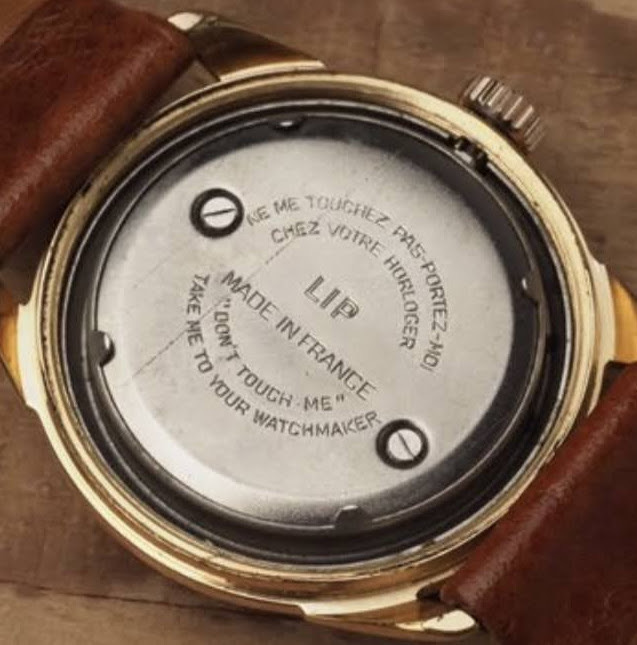 NE ME TOUCHEZ PAS-PORTEZ-MOI
CHEZ VOTRE HORLOGER
LIP
MADE IN FRANCE
"DON'T TOUCH-ME"
TAKE ME TO YOUR WATCHMAKER